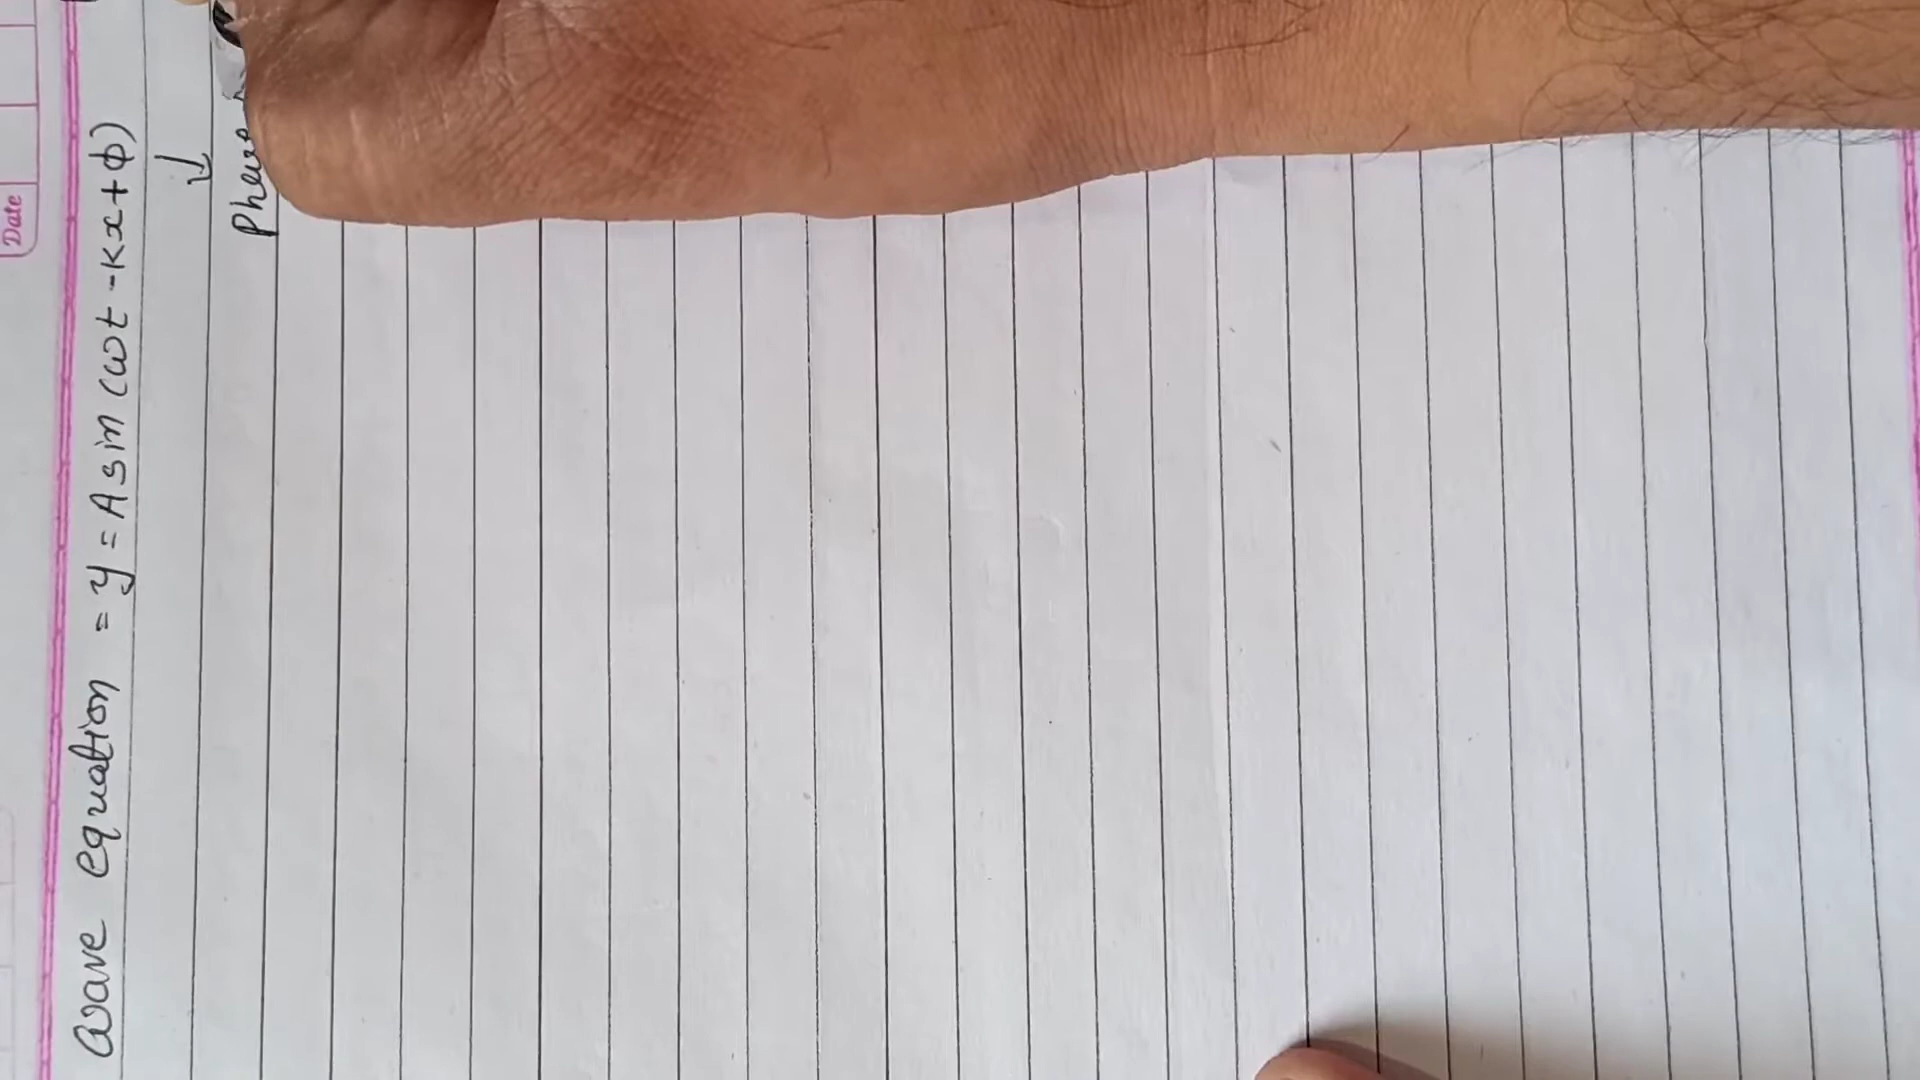 Date
wave equation = y = A sin (ωt - kx + φ)
↓
Phase